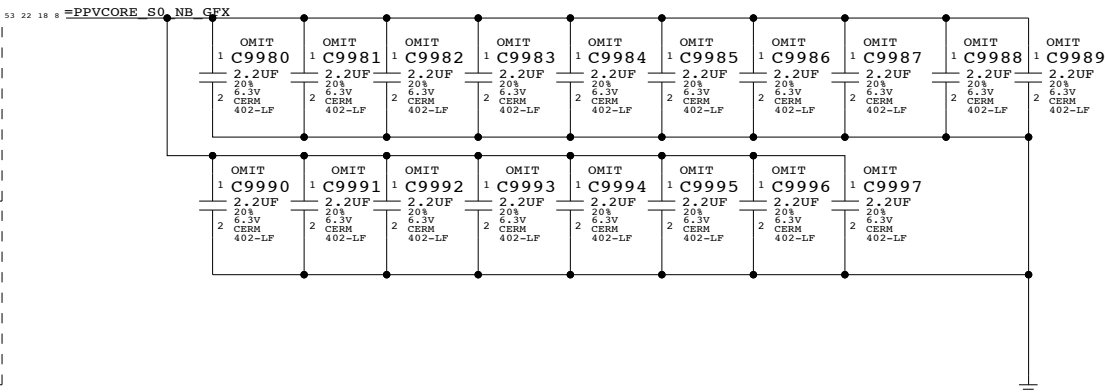 53 22 18 8 =PPVCORE_S0_NB_GFX
OMIT OMIT OMIT OMIT OMIT OMIT OMIT OMIT OMIT OMIT
1 C9980 1 C9981 1 C9982 1 C9983 1 C9984 1 C9985 1 C9986 1 C9987 1 C9988 1 C9989
2.2UF 2.2UF 2.2UF 2.2UF 2.2UF 2.2UF 2.2UF 2.2UF 2.2UF 2.2UF
20% 20% 20% 20% 20% 20% 20% 20% 20% 20%
6.3V 6.3V 6.3V 6.3V 6.3V 6.3V 6.3V 6.3V 6.3V 6.3V
2 CERM 2 CERM 2 CERM 2 CERM 2 CERM 2 CERM 2 CERM 2 CERM 2 CERM 2 CERM
402-LF 402-LF 402-LF 402-LF 402-LF 402-LF 402-LF 402-LF 402-LF 402-LF
OMIT OMIT OMIT OMIT OMIT OMIT OMIT OMIT
1 C9990 1 C9991 1 C9992 1 C9993 1 C9994 1 C9995 1 C9996 1 C9997
2.2UF 2.2UF 2.2UF 2.2UF 2.2UF 2.2UF 2.2UF 2.2UF
20% 20% 20% 20% 20% 20% 20% 20%
6.3V 6.3V 6.3V 6.3V 6.3V 6.3V 6.3V 6.3V
2 CERM 2 CERM 2 CERM 2 CERM 2 CERM 2 CERM 2 CERM 2 CERM
402-LF 402-LF 402-LF 402-LF 402-LF 402-LF 402-LF 402-LF